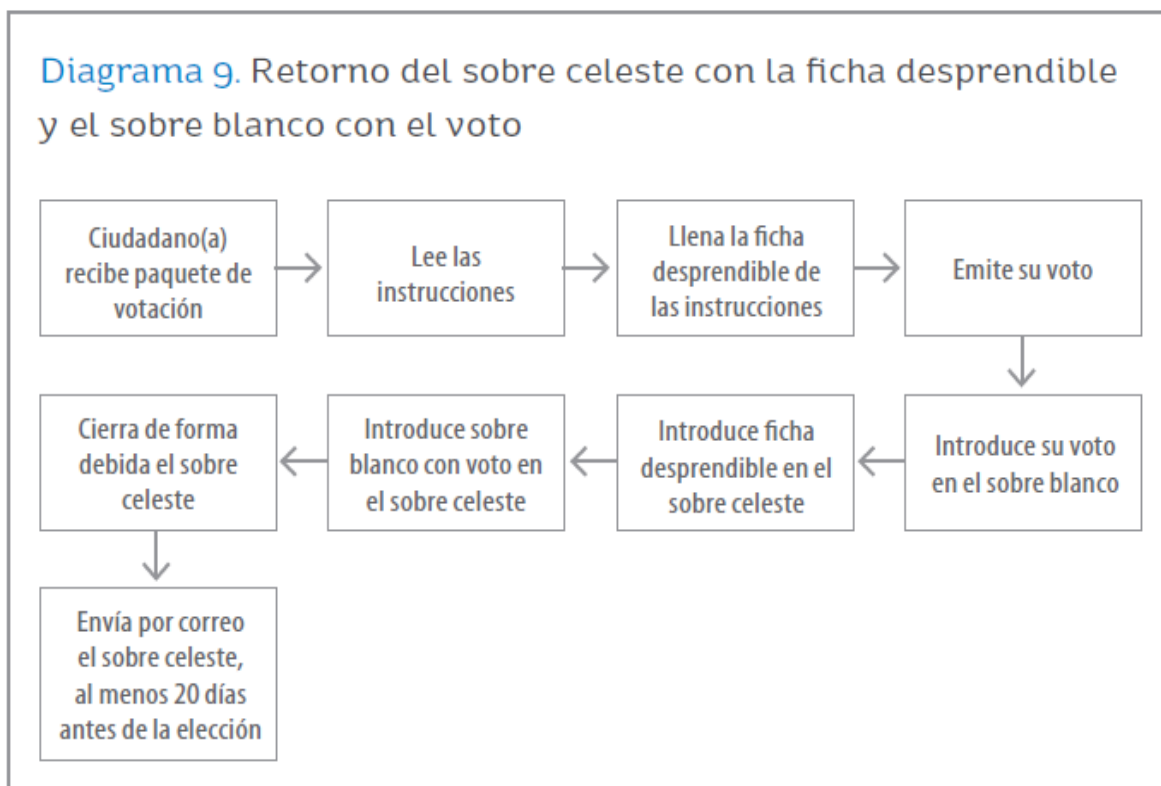 Diagrama 9. Retorno del sobre celeste con la ficha desprendible
y el sobre blanco con el voto
Ciudadano(a)
recibe paquete de
votación
Lee las
instrucciones
Llena la ficha
desprendible de
las instrucciones
Emite su voto
Introduce su voto
en el sobre blanco
Introduce ficha
desprendible en el
sobre celeste
Introduce sobre
blanco con voto en
el sobre celeste
Cierra de forma
debida el sobre
celeste
Envía por correo
el sobre celeste,
al menos 20 días
antes de la elección